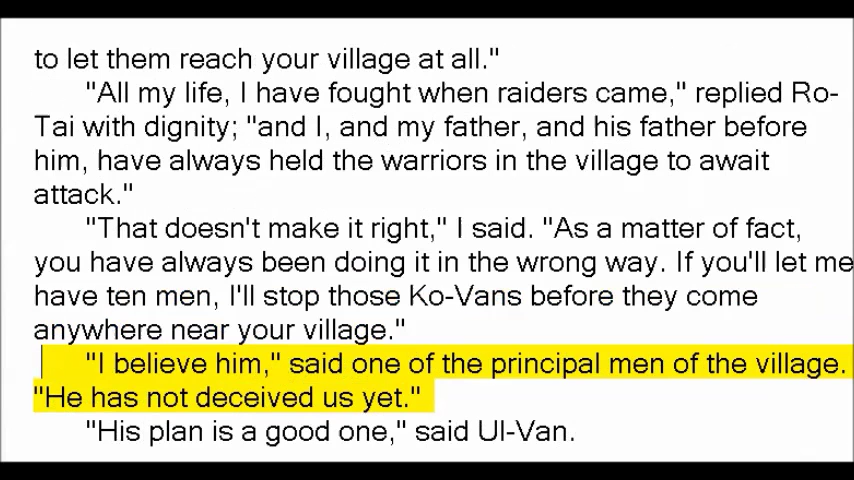 to let them reach your village at all."
"All my life, I have fought when raiders came," replied Ro-
Tai with dignity; "and I, and my father, and his father before
him, have always held the warriors in the village to await
attack."
"That doesn't make it right," I said. "As a matter of fact,
you have always been doing it in the wrong way. If you'll let me
have ten men, I'll stop those Ko-Vans before they come
anywhere near your village."
"I believe him," said one of the principal men of the village.
"He has not deceived us yet."
"His plan is a good one," said Ul-Van.